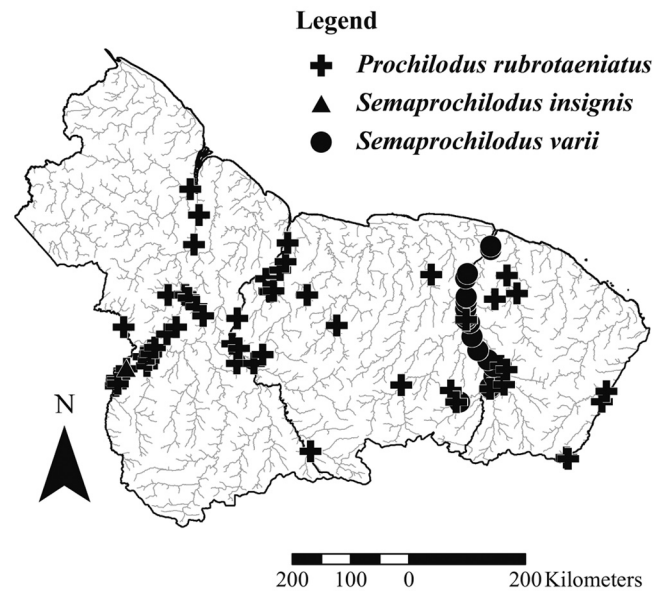 Legend
Prochilodus rubrotaeniatus
Semaprochilodus insignis
Semaprochilodus varii
N
200 100 0 200 Kilometers